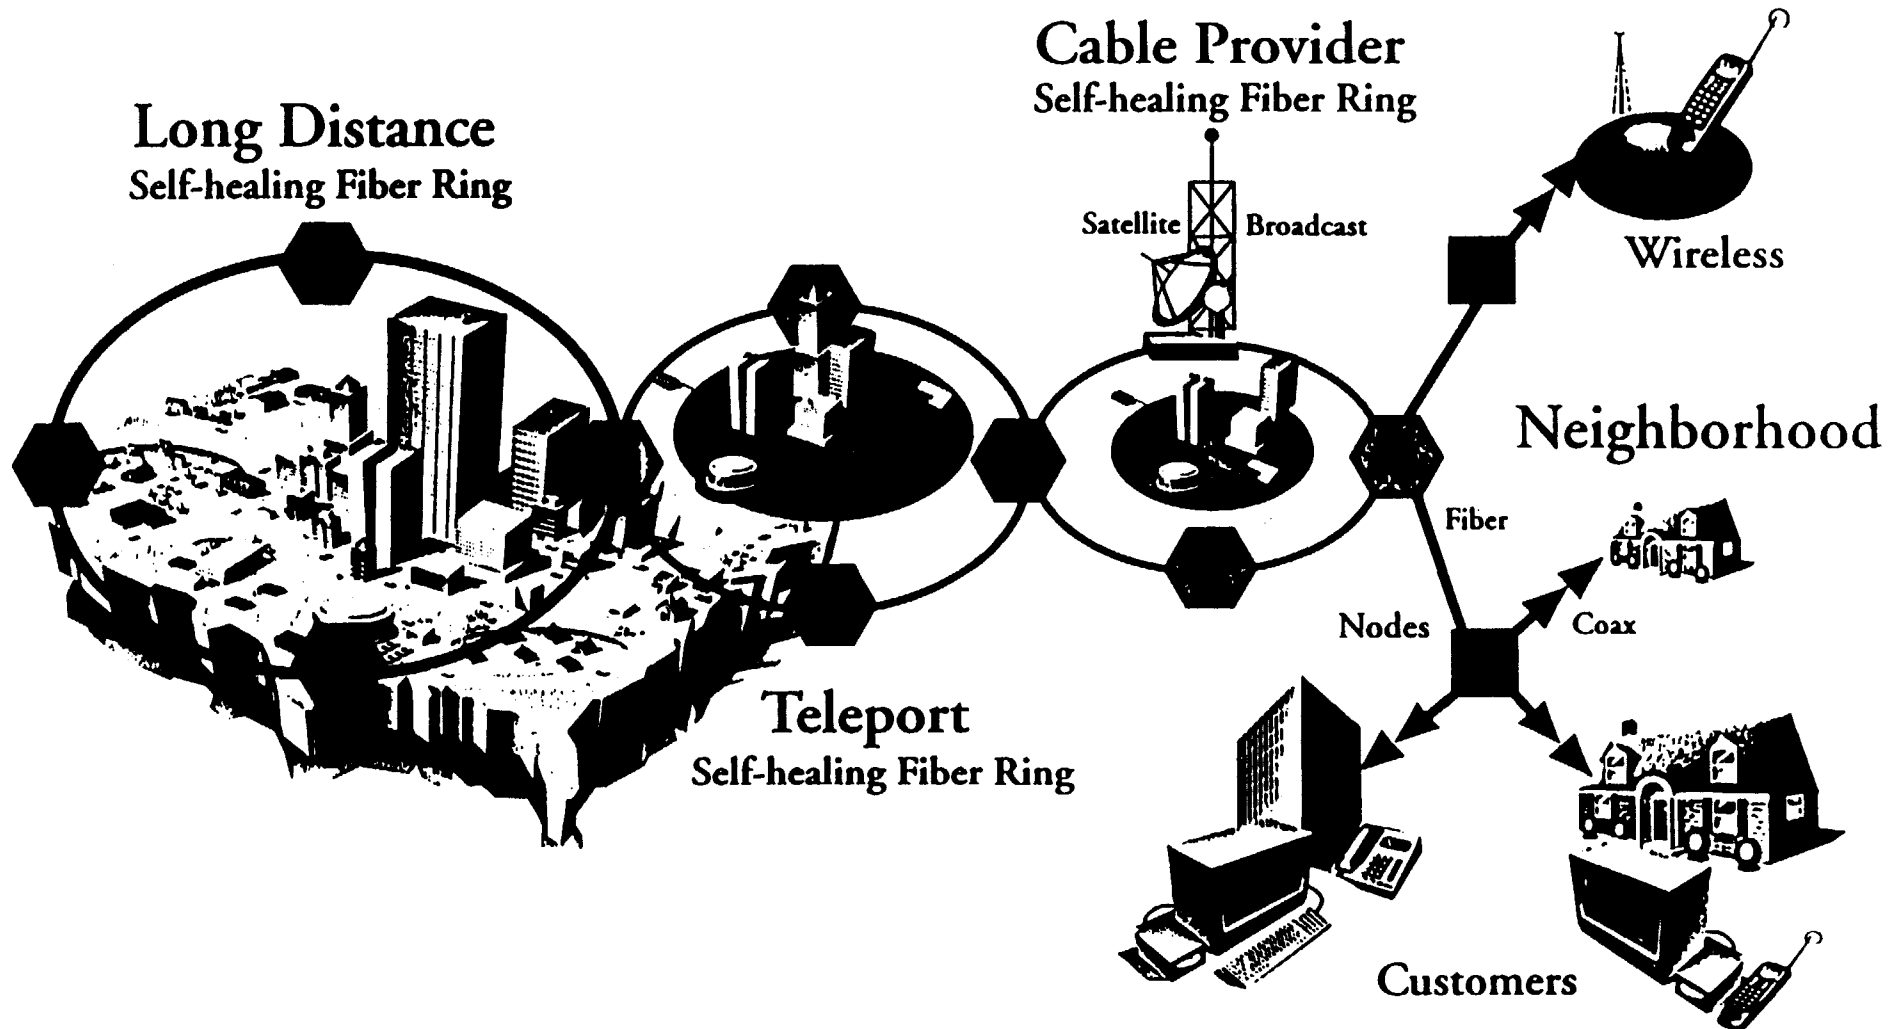 Long Distance
Self-healing Fiber Ring
Cable Provider
Self-healing Fiber Ring
Satellite
Broadcast
Wireless
Neighborhood
Fiber
Nodes
Coax
Teleport
Self-healing Fiber Ring
Customers